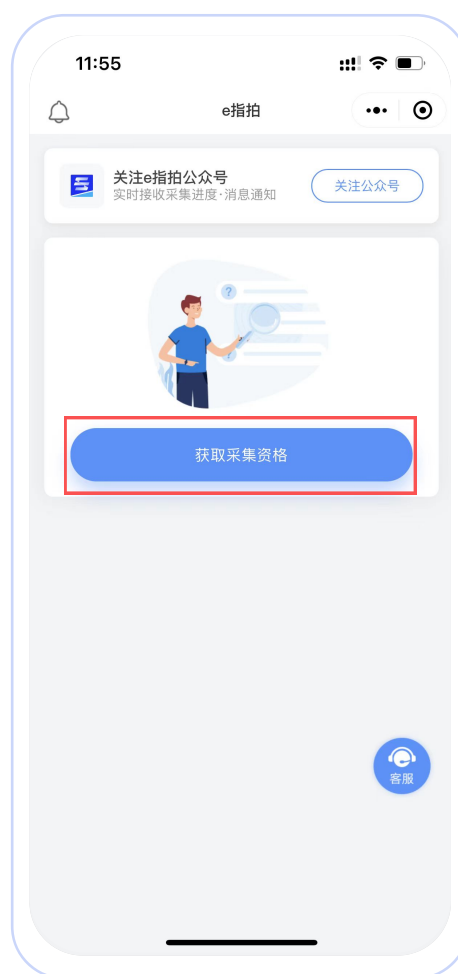 11:55
e指拍
关注e指拍公众号
实时接收采集进度·消息通知
关注公众号
?
?
获取采集资格
客服